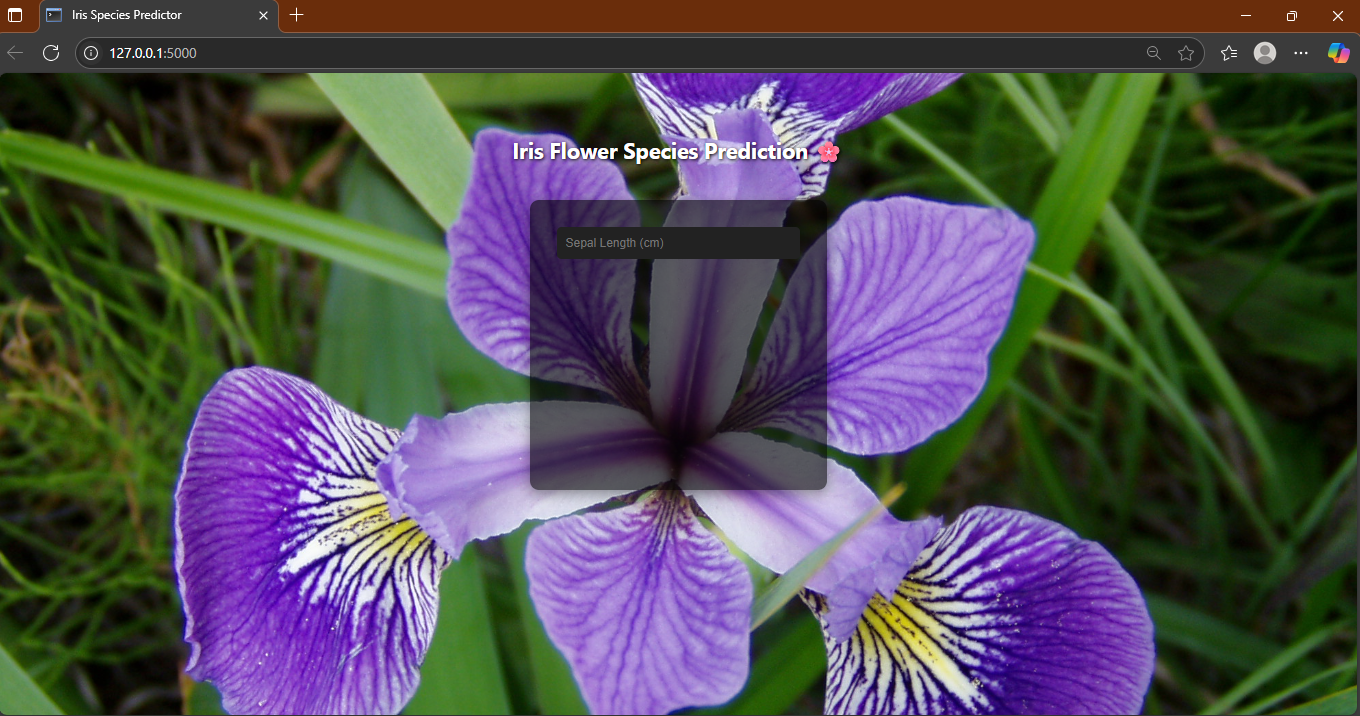 Iris Species Predictor
127.0.0.1:5000
Iris Flower Species Prediction 🌸
Sepal Length (cm)